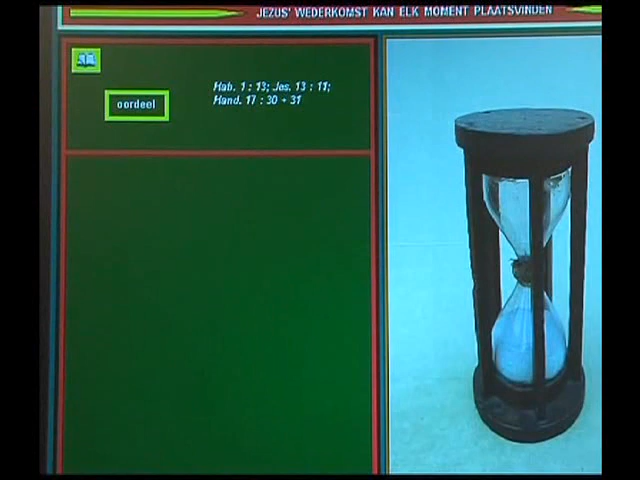 JEZUS' WEDERKOMST KAN ELK MOMENT PLAATSVINDEN
oordeel
Hab. 1 : 13; Jes. 13 : 11;
Hand. 17 : 30 + 31